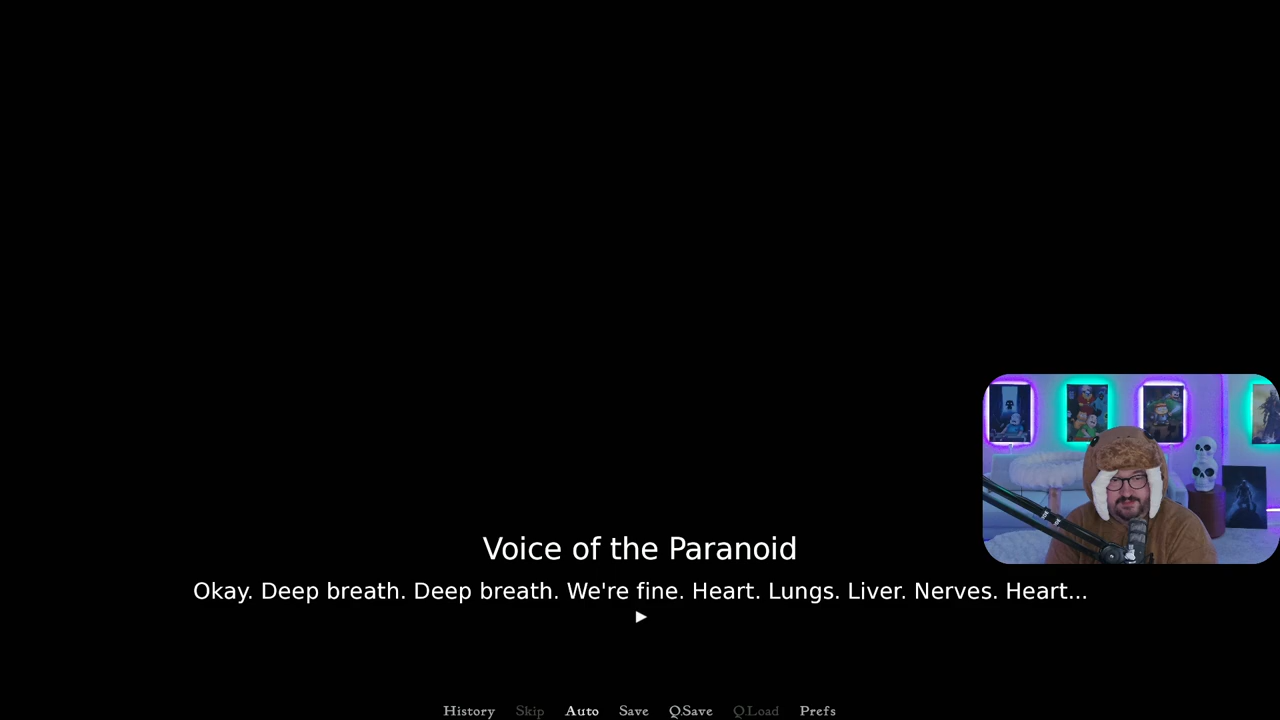 Voice of the Paranoid
Okay. Deep breath. Deep breath. We're fine. Heart. Lungs. Liver. Nerves. Heart...
History Skip Auto Save Q.Save Q.Load Prefs